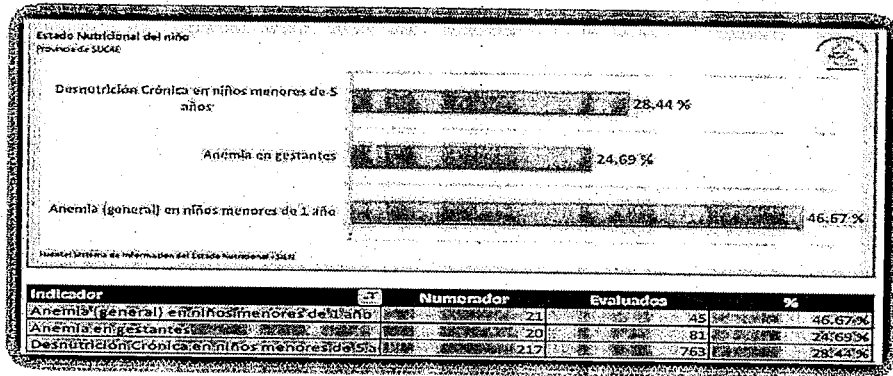 Estado Nutricional del niño
Provincia de SUCRE
Desnutrición Crónica en niños menores de 5
años
28,44 %
Anemia en gestantes
24,69 %
Anemia (general) en niños menores de 1 año
46,67 %
Fuente: Sistema de Información del Estado Nutricional - SIEN
Indicador Numerador Evaluados %
Anemia (general) en niños menores de 1 año 21 45 46,67 %
Anemia en gestantes 20 81 24,69 %
Desnutrición Crónica en niños menores de 5 a 217 763 28,44 %